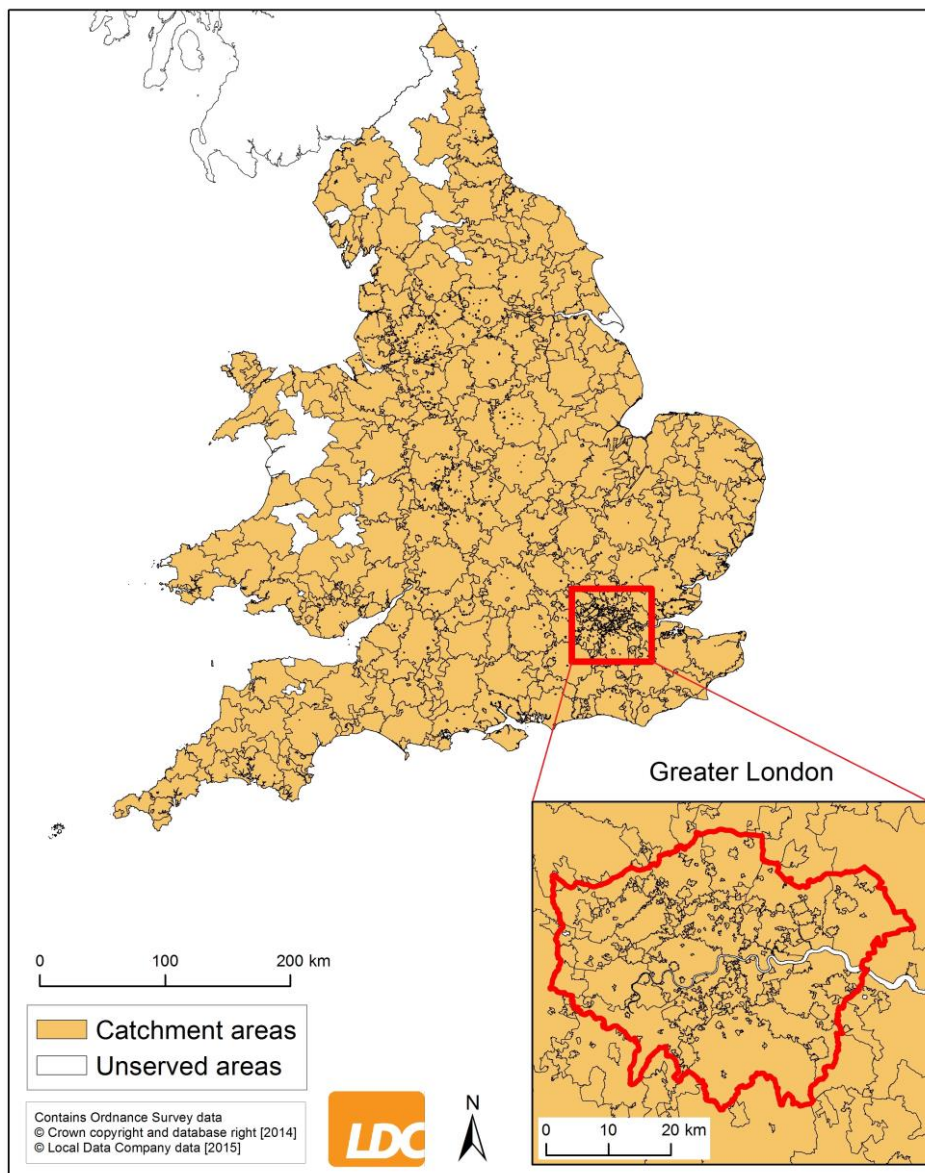 Greater London
0 100 200 km
Catchment areas
Unserved areas
Contains Ordnance Survey data
© Crown copyright and database right [2014]
© Local Data Company data [2015]
LDC
N
0 10 20 km